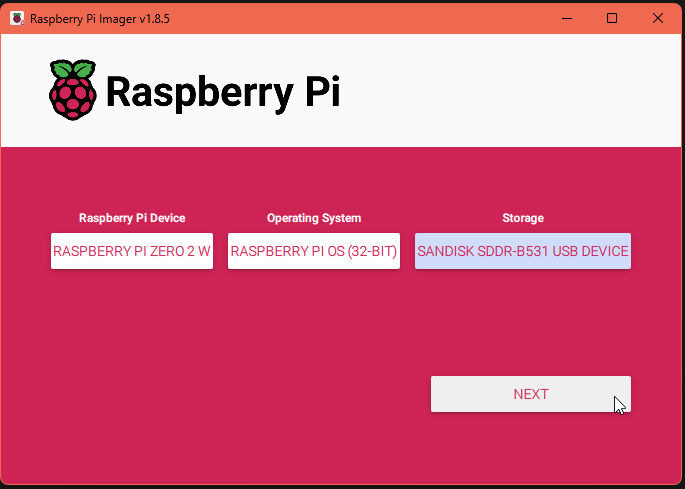 Raspberry Pi Imager v1.8.5
Raspberry Pi
Raspberry Pi Device
Operating System
Storage
RASPBERRY PI ZERO 2 W
RASPBERRY PI OS (32-BIT)
SANDISK SDDR-B531 USB DEVICE
NEXT